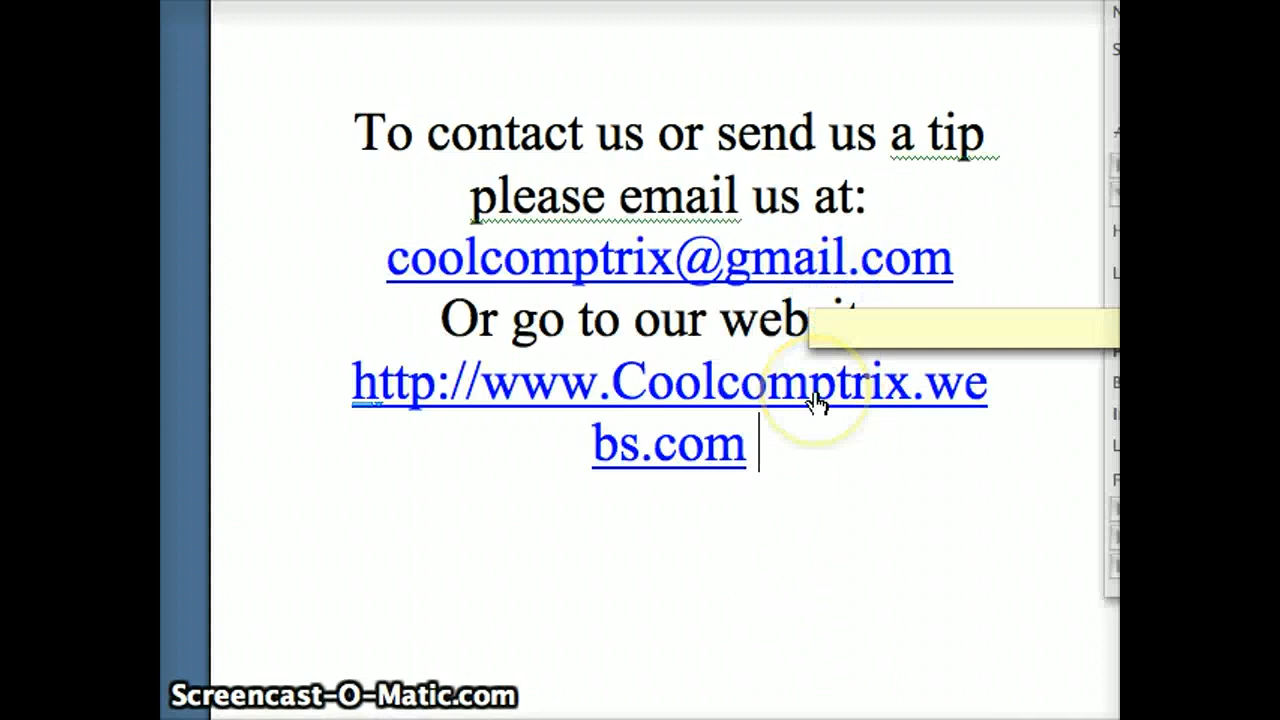 To contact us or send us a tip
please email us at:
coolcomptrix@gmail.com
Or go to our
http://www.Coolcomptrix.we
bs.com
Screencast-O-Matic.com